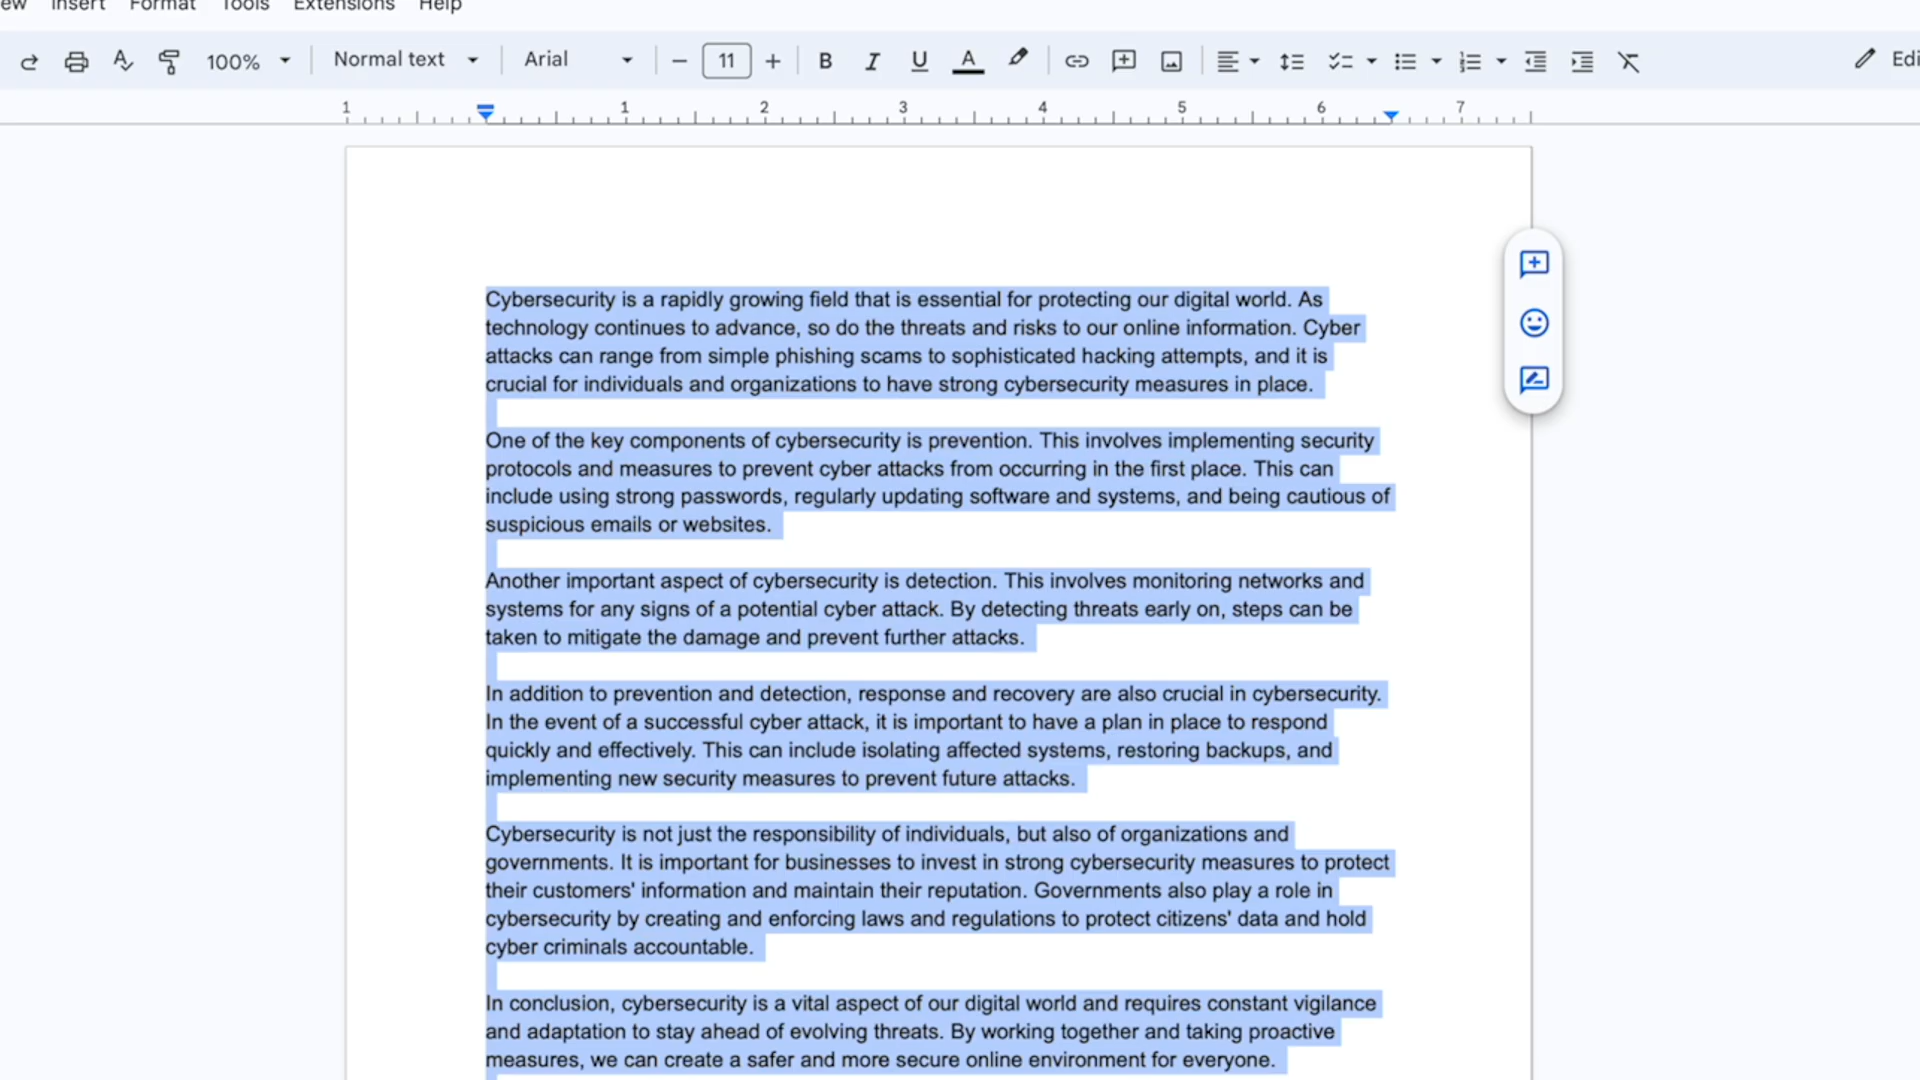 Insert Format Tools Extensions Help
100% Normal text Arial 11 B I U A
1 1 2 3 4 5 6 7
Cybersecurity is a rapidly growing field that is essential for protecting our digital world. As
technology continues to advance, so do the threats and risks to our online information. Cyber
attacks can range from simple phishing scams to sophisticated hacking attempts, and it is
crucial for individuals and organizations to have strong cybersecurity measures in place.
One of the key components of cybersecurity is prevention. This involves implementing security
protocols and measures to prevent cyber attacks from occurring in the first place. This can
include using strong passwords, regularly updating software and systems, and being cautious of
suspicious emails or websites.
Another important aspect of cybersecurity is detection. This involves monitoring networks and
systems for any signs of a potential cyber attack. By detecting threats early on, steps can be
taken to mitigate the damage and prevent further attacks.
In addition to prevention and detection, response and recovery are also crucial in cybersecurity.
In the event of a successful cyber attack, it is important to have a plan in place to respond
quickly and effectively. This can include isolating affected systems, restoring backups, and
implementing new security measures to prevent future attacks.
Cybersecurity is not just the responsibility of individuals, but also of organizations and
governments. It is important for businesses to invest in strong cybersecurity measures to protect
their customers' information and maintain their reputation. Governments also play a role in
cybersecurity by creating and enforcing laws and regulations to protect citizens' data and hold
cyber criminals accountable.
In conclusion, cybersecurity is a vital aspect of our digital world and requires constant vigilance
and adaptation to stay ahead of evolving threats. By working together and taking proactive
measures, we can create a safer and more secure online environment for everyone.